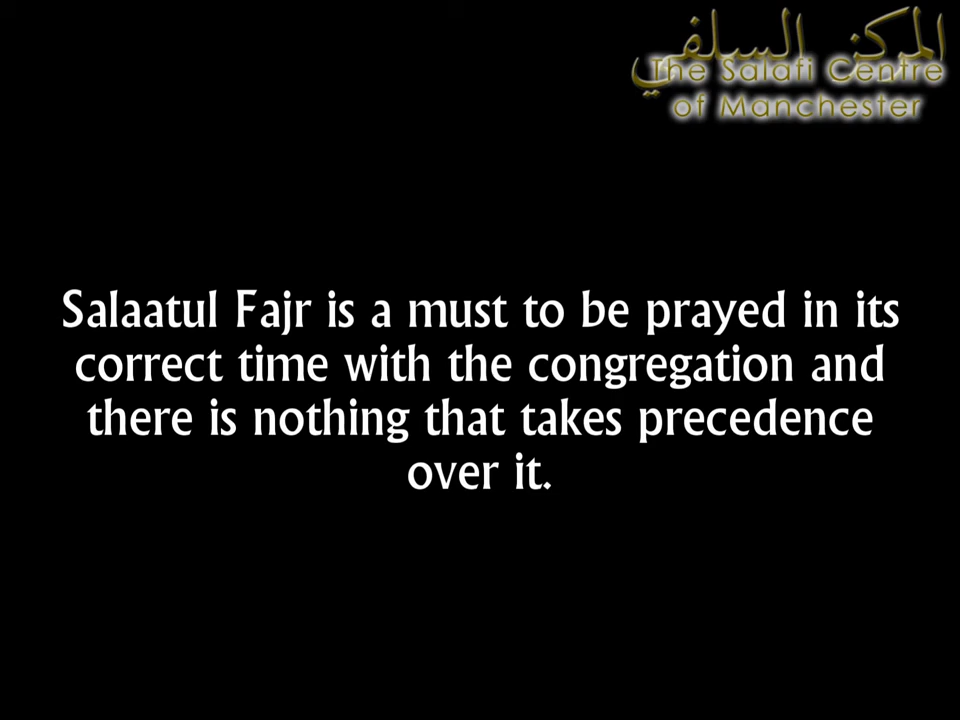 المركز السلفي
The Salafi Centre
of Manchester
Salaatul Fajr is a must to be prayed in its
correct time with the congregation and
there is nothing that takes precedence
over it.